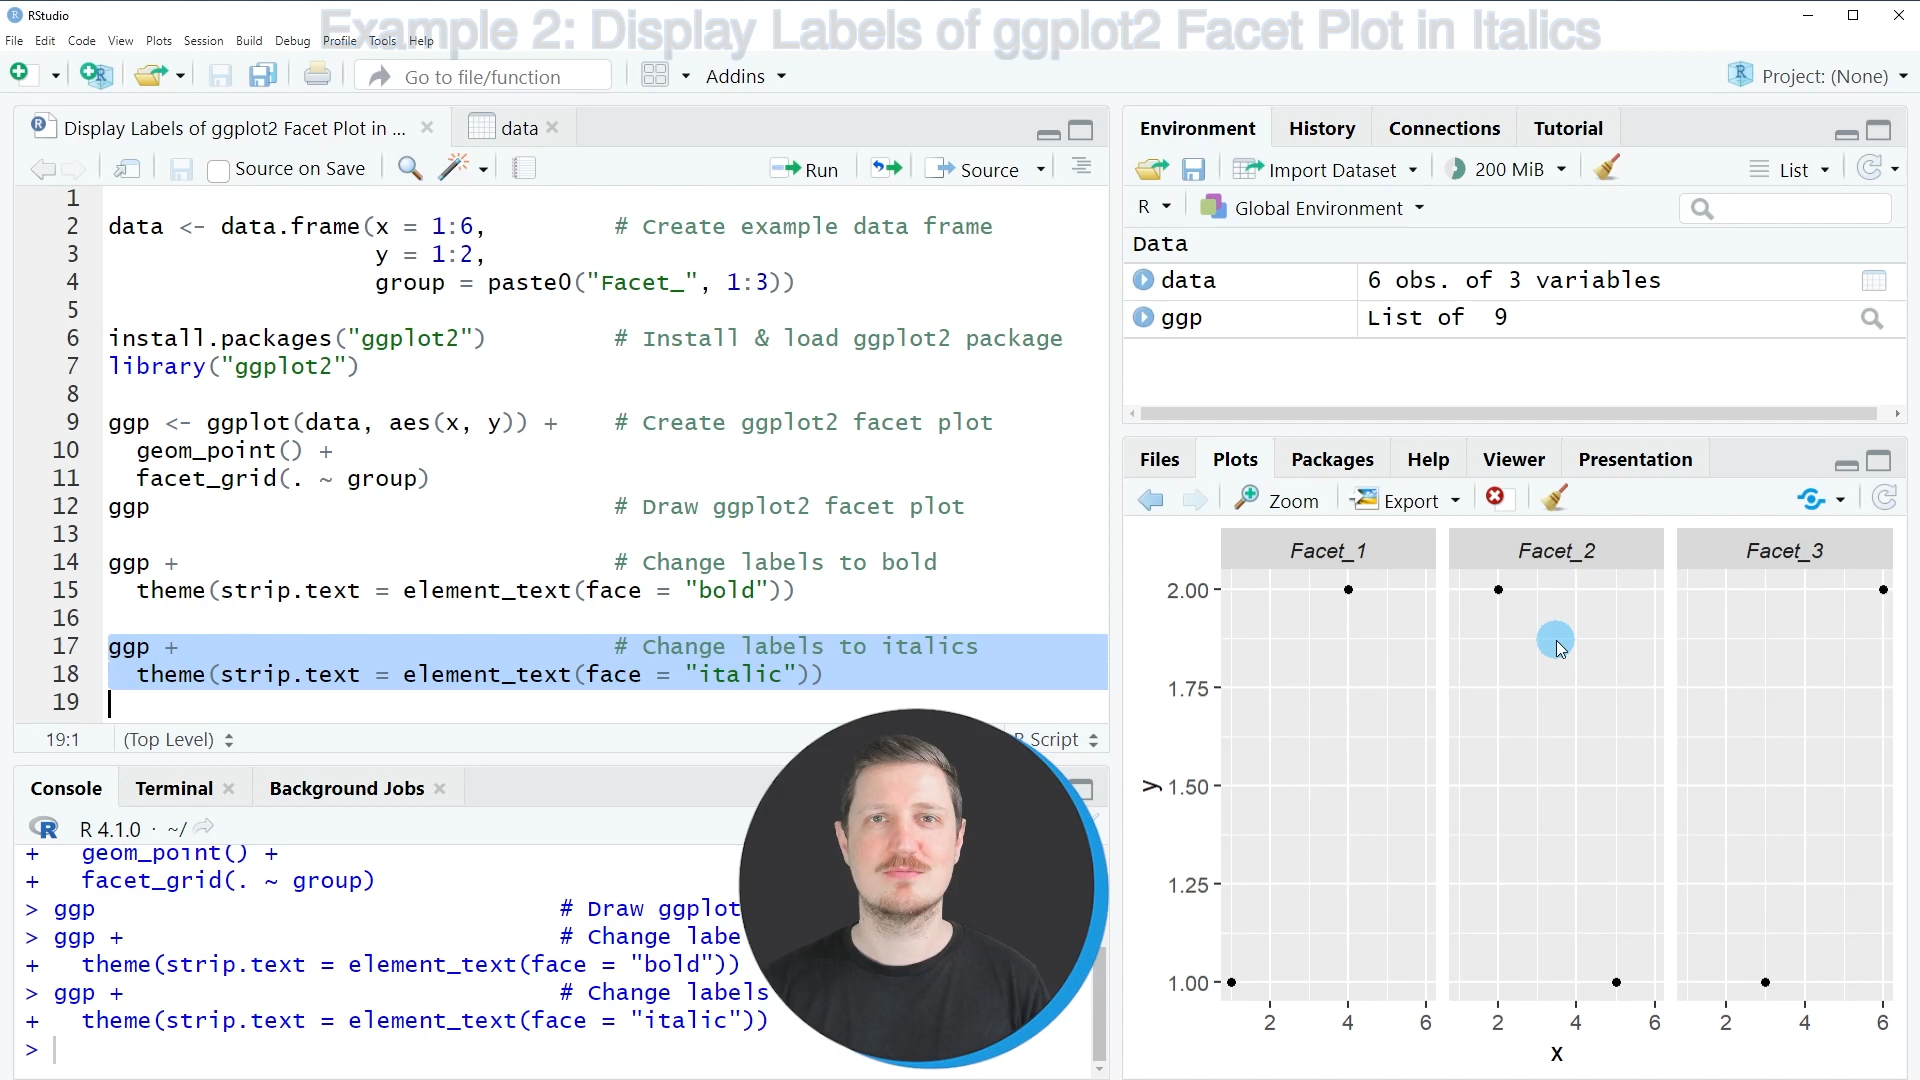 RStudio
Example 2: Display Labels of ggplot2 Facet Plot in Italics
File Edit Code View Plots Session Build Debug Profile Tools Help
Go to file/function
Addins
Project: (None)
Display Labels of ggplot2 Facet Plot in ...
data
Source on Save
Run
Source
1
2 data <- data.frame(x = 1:6, # Create example data frame
3 y = 1:2,
4 group = paste0("Facet_", 1:3))
5
6 install.packages("ggplot2") # Install & load ggplot2 package
7 library("ggplot2")
8
9 ggp <- ggplot(data, aes(x, y)) + # Create ggplot2 facet plot
10 geom_point() +
11 facet_grid(. ~ group)
12 ggp # Draw ggplot2 facet plot
13
14 ggp + # Change labels to bold
15 theme(strip.text = element_text(face = "bold"))
16
17 ggp + # Change labels to italics
18 theme(strip.text = element_text(face = "italic"))
19
19:1 (Top Level) R Script
Console Terminal Background Jobs
R 4.1.0 · ~/
+ geom_point() +
+ facet_grid(. ~ group)
> ggp # Draw ggplot
> ggp + # Change labe
+ theme(strip.text = element_text(face = "bold"))
> ggp + # Change labels
+ theme(strip.text = element_text(face = "italic"))
>
Environment History Connections Tutorial
Import Dataset 200 MiB List
R Global Environment
Data
data 6 obs. of 3 variables
ggp List of 9
Files Plots Packages Help Viewer Presentation
Zoom Export
Facet_1 Facet_2 Facet_3
2.00
1.75
1.50
1.25
1.00
y
2 4 6 2 4 6 2 4 6
x